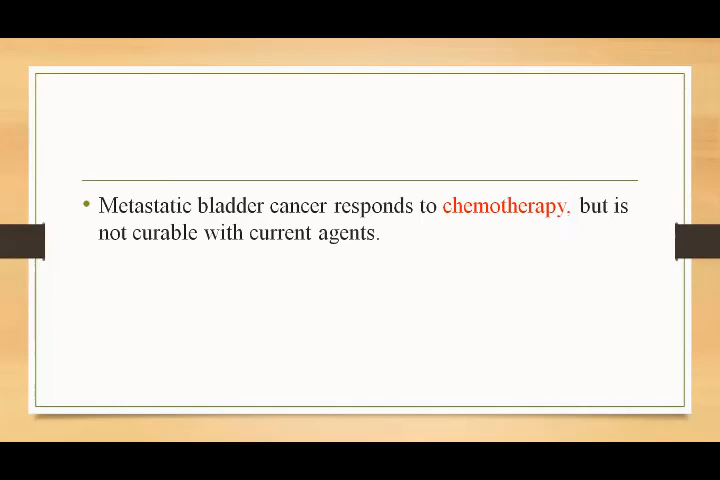 • Metastatic bladder cancer responds to chemotherapy, but is
not curable with current agents.